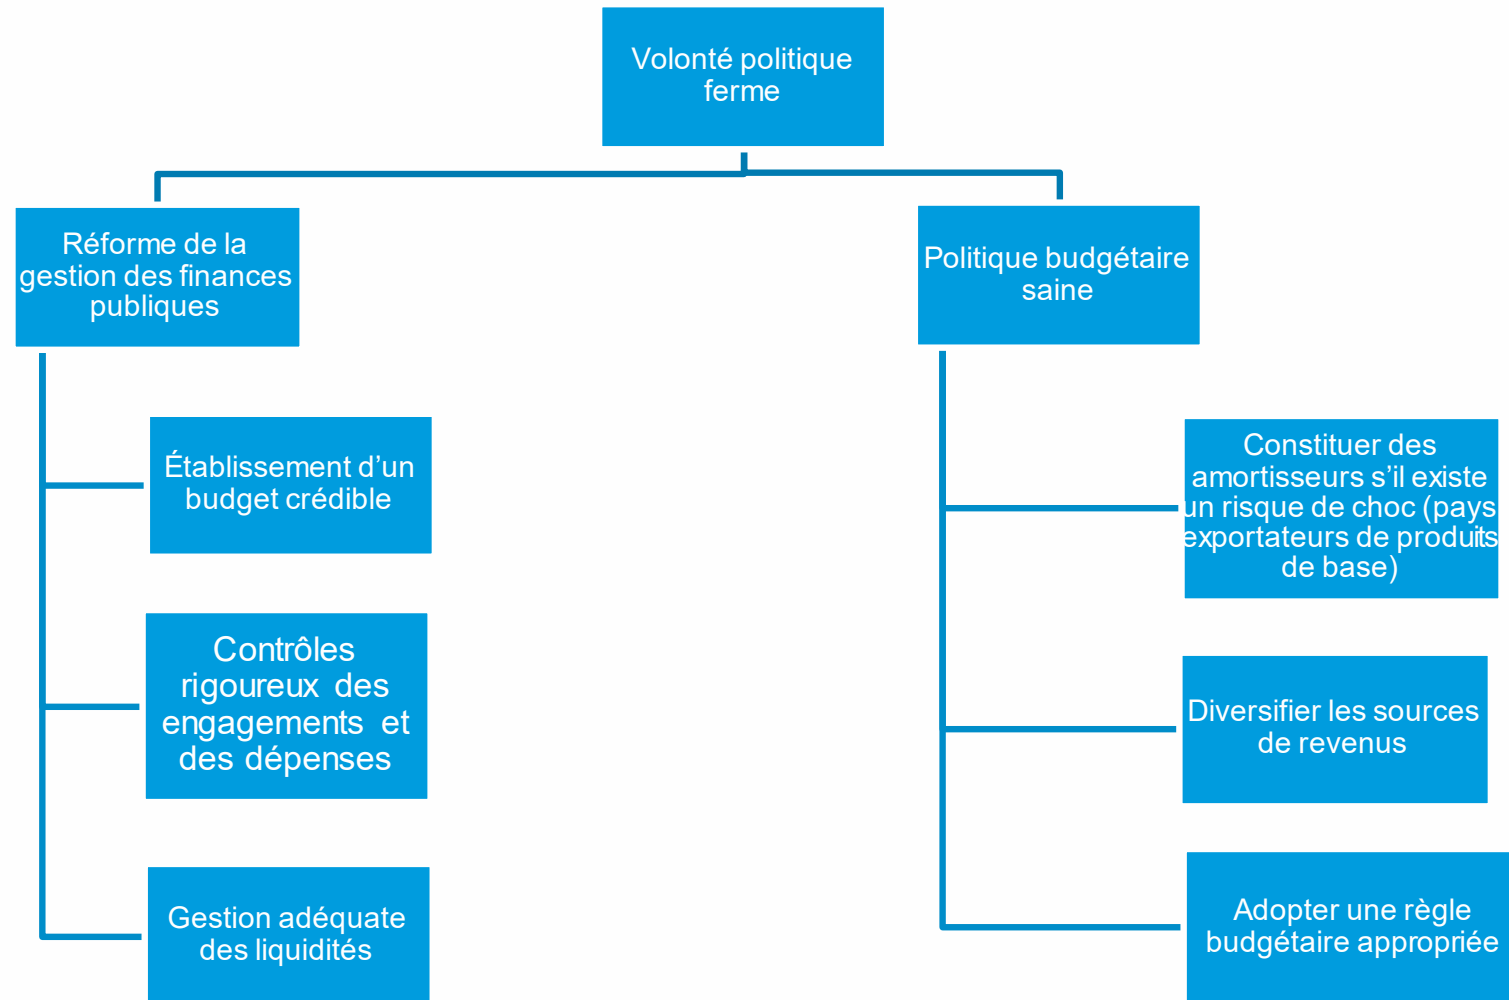 Volonté politique
ferme
Réforme de la
gestion des finances
publiques
Établissement d’un
budget crédible
Contrôles
rigoureux des
engagements et
des dépenses
Gestion adéquate
des liquidités
Politique budgétaire
saine
Constituer des
amortisseurs s’il existe
un risque de choc (pays
exportateurs de produits
de base)
Diversifier les sources
de revenus
Adopter une règle
budgétaire appropriée